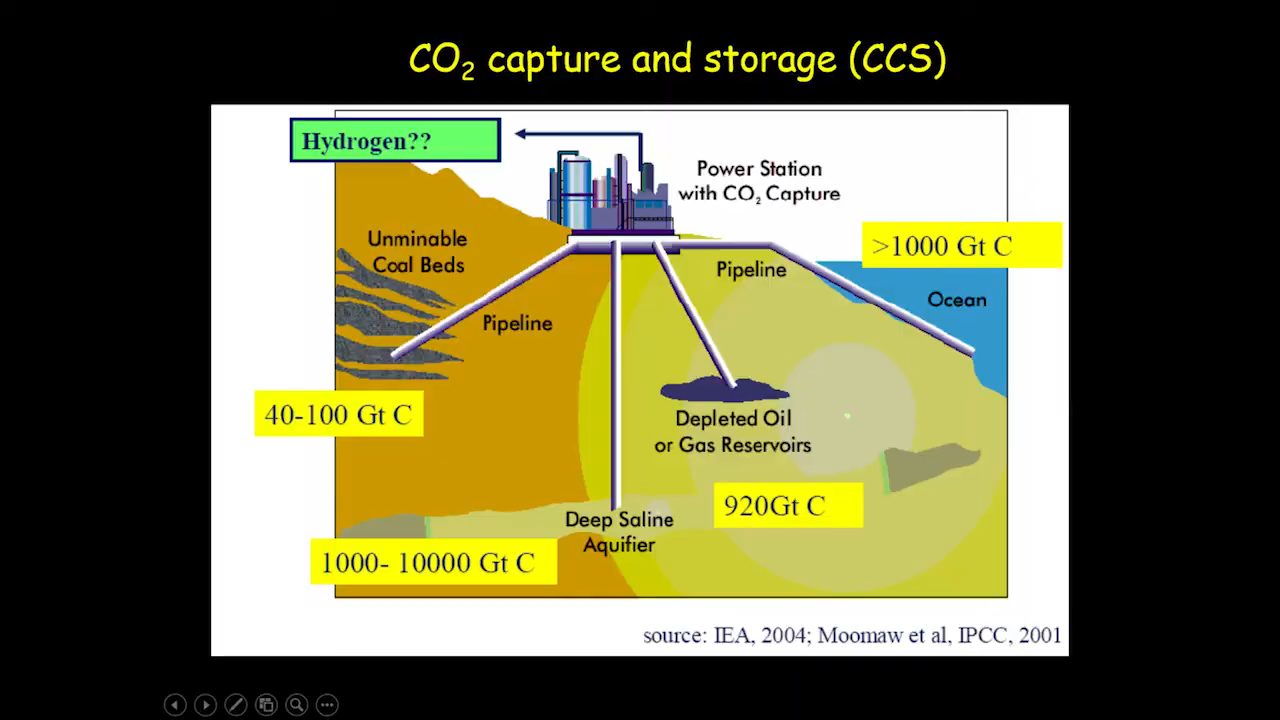 CO₂ capture and storage (CCS)
Hydrogen??
Power Station
with CO₂ Capture
Unminable
Coal Beds
>1000 Gt C
Pipeline
Ocean
Pipeline
40-100 Gt C
Depleted Oil
or Gas Reservoirs
920Gt C
Deep Saline
Aquifier
1000- 10000 Gt C
source: IEA, 2004; Moomaw et al, IPCC, 2001